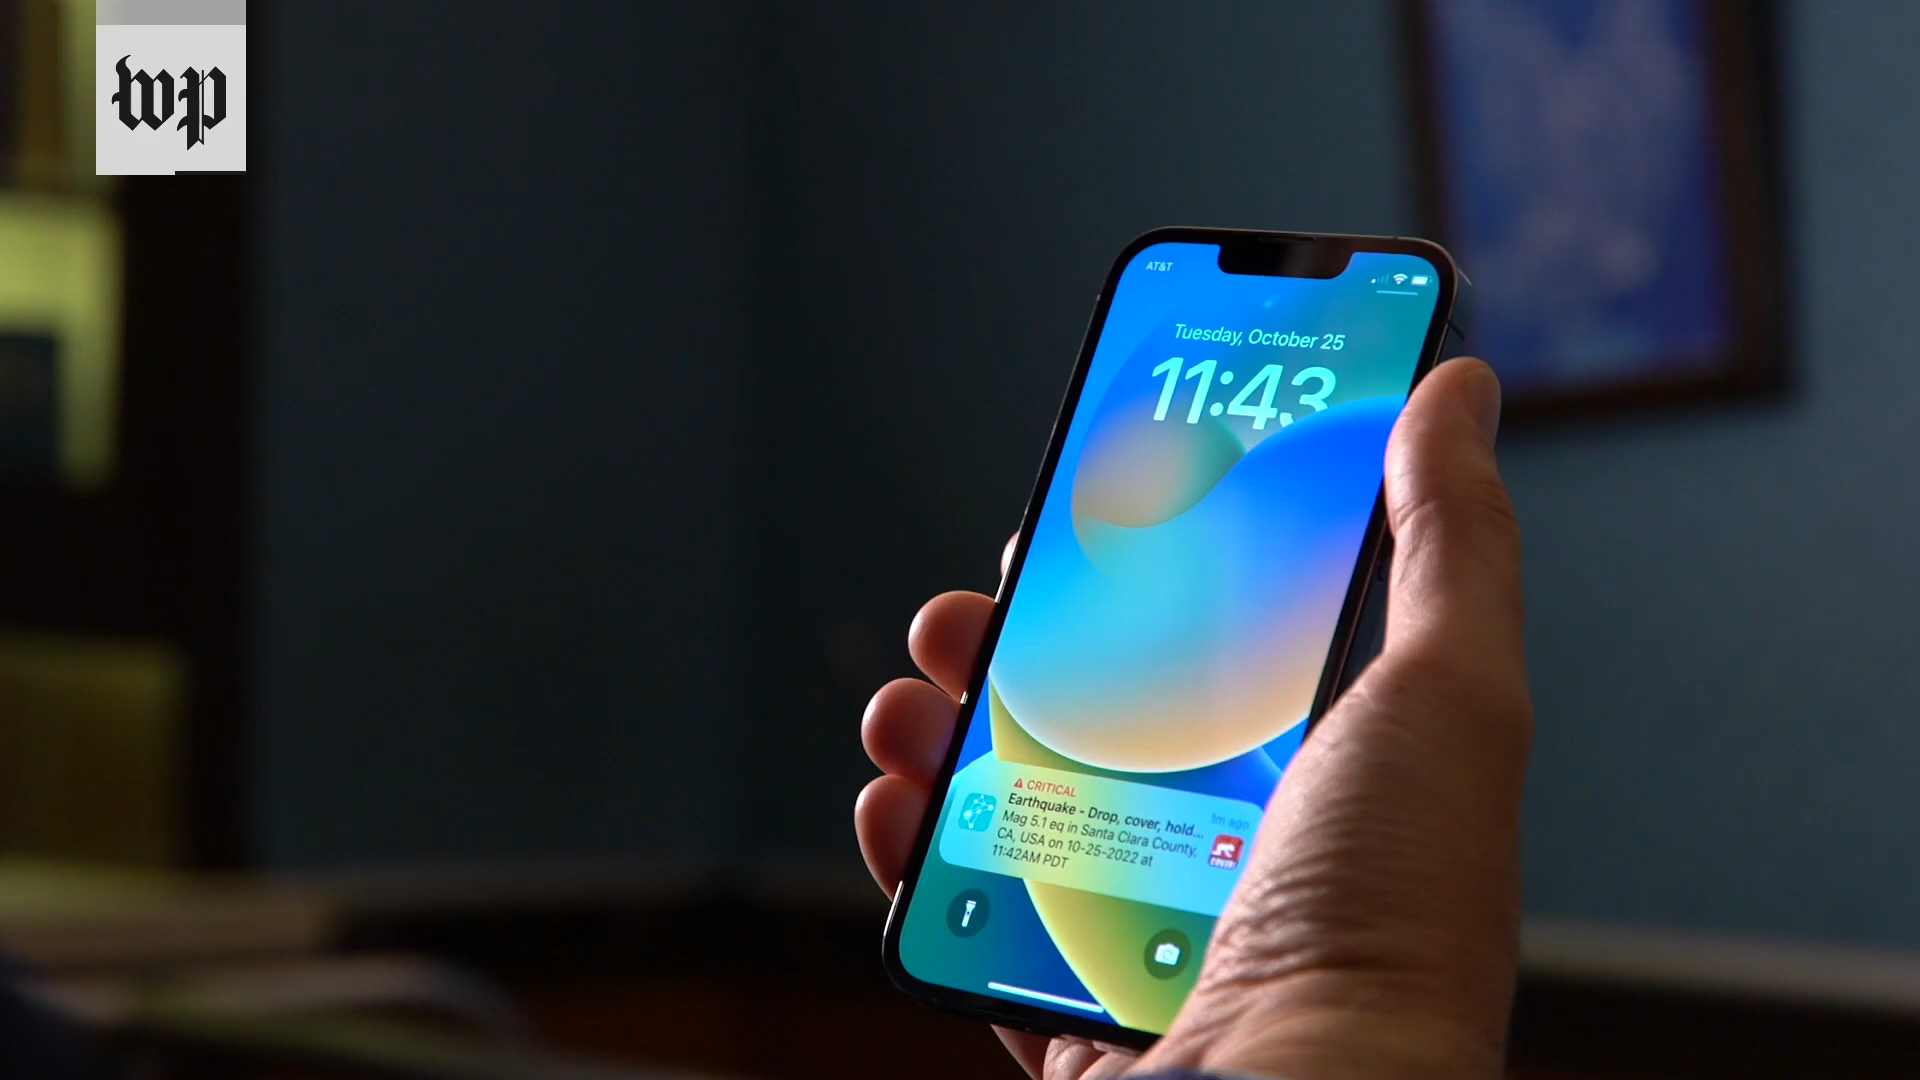 wp
AT&T
Tuesday, October 25
11:43
CRITICAL
Earthquake - Drop, cover, hold...
1m ago
Mag 5.1 eq in Santa Clara County,
CA, USA on 10-25-2022 at
11:42AM PDT
COVER!